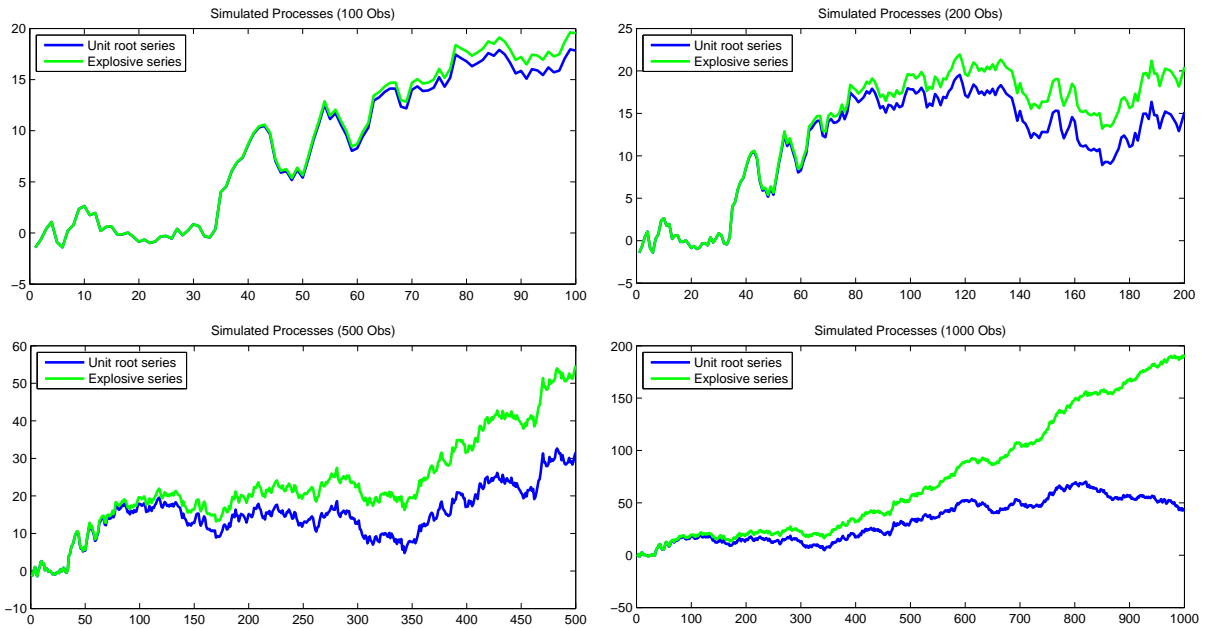 Simulated Processes (100 Obs)
20
15
10
5
0
−5
0 10 20 30 40 50 60 70 80 90 100
Unit root series
Explosive series
Simulated Processes (200 Obs)
25
20
15
10
5
0
−5
0 20 40 60 80 100 120 140 160 180 200
Unit root series
Explosive series
Simulated Processes (500 Obs)
60
50
40
30
20
10
0
−10
0 50 100 150 200 250 300 350 400 450 500
Unit root series
Explosive series
Simulated Processes (1000 Obs)
200
150
100
50
0
−50
0 100 200 300 400 500 600 700 800 900 1000
Unit root series
Explosive series